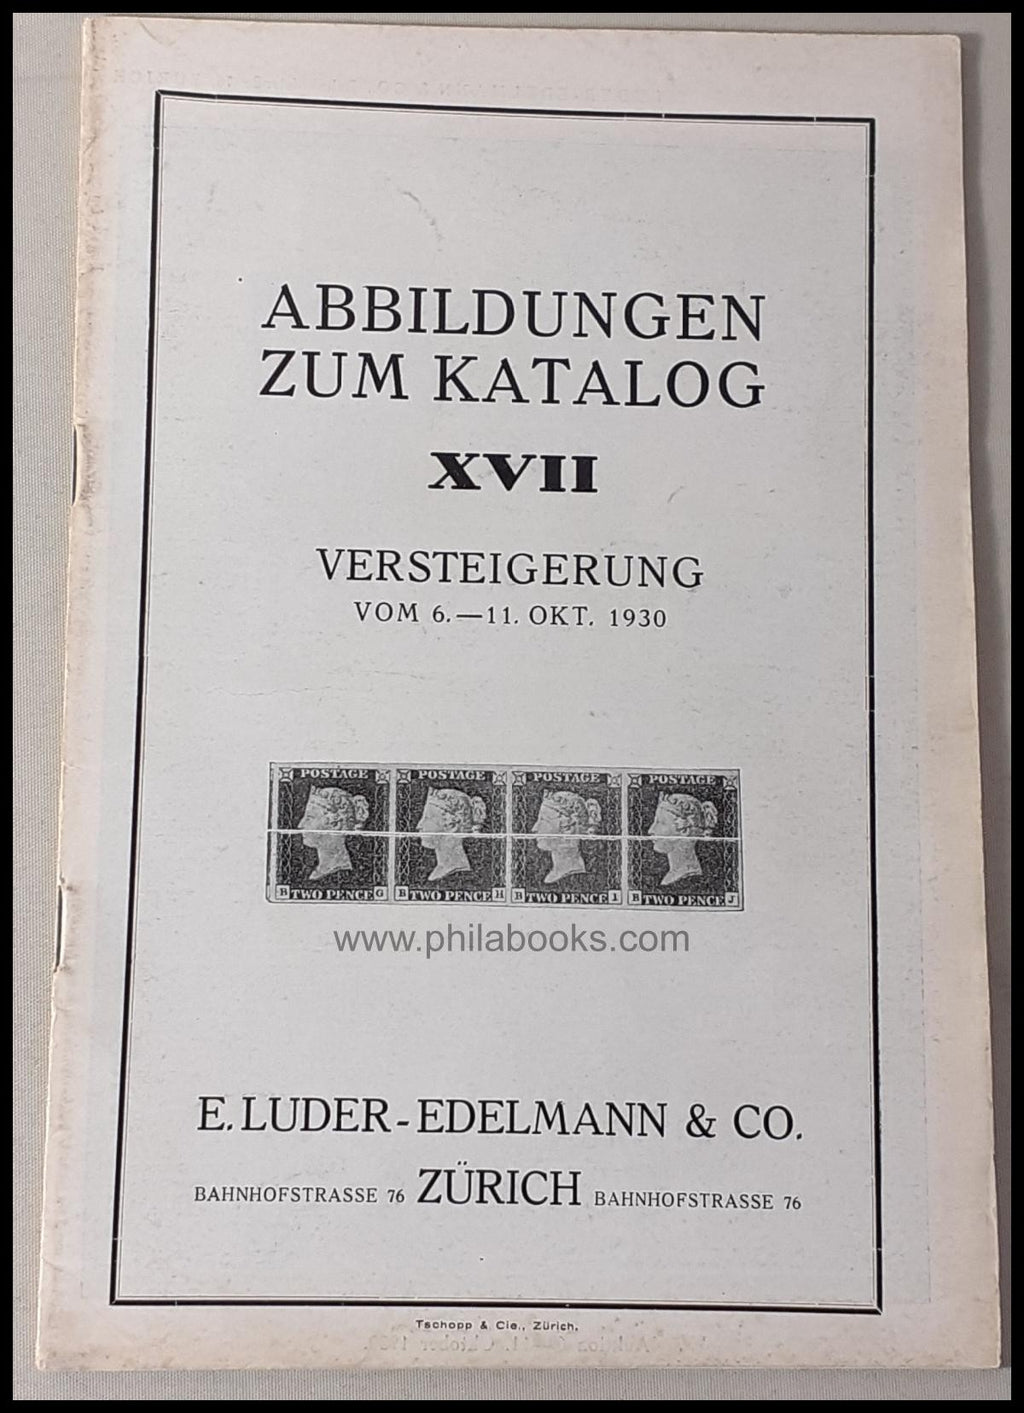 ABBILDUNGEN
ZUM KATALOG
XVII
VERSTEIGERUNG
VOM 6.—11. OKT. 1930
POSTAGE POSTAGE POSTAGE POSTAGE
B TWO PENCE G B TWO PENCE H B TWO PENCE I B TWO PENCE J
www.philabooks.com
E. LUDER-EDELMANN & CO.
BAHNHOFSTRASSE 76 ZÜRICH BAHNHOFSTRASSE 76
Tschopp & Cie., Zürich.